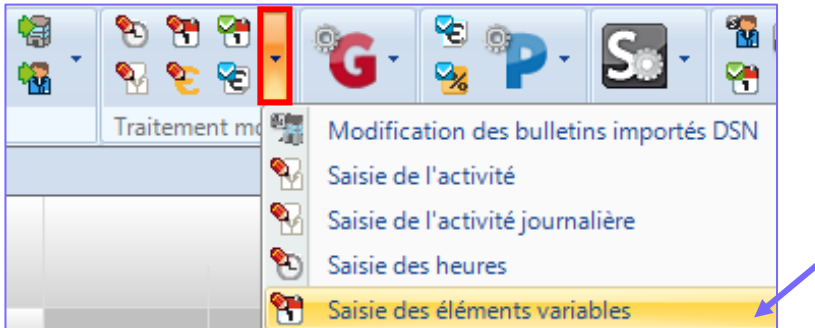 G
P
S
Traitement mo
Modification des bulletins importés DSN
Saisie de l'activité
Saisie de l'activité journalière
Saisie des heures
Saisie des éléments variables